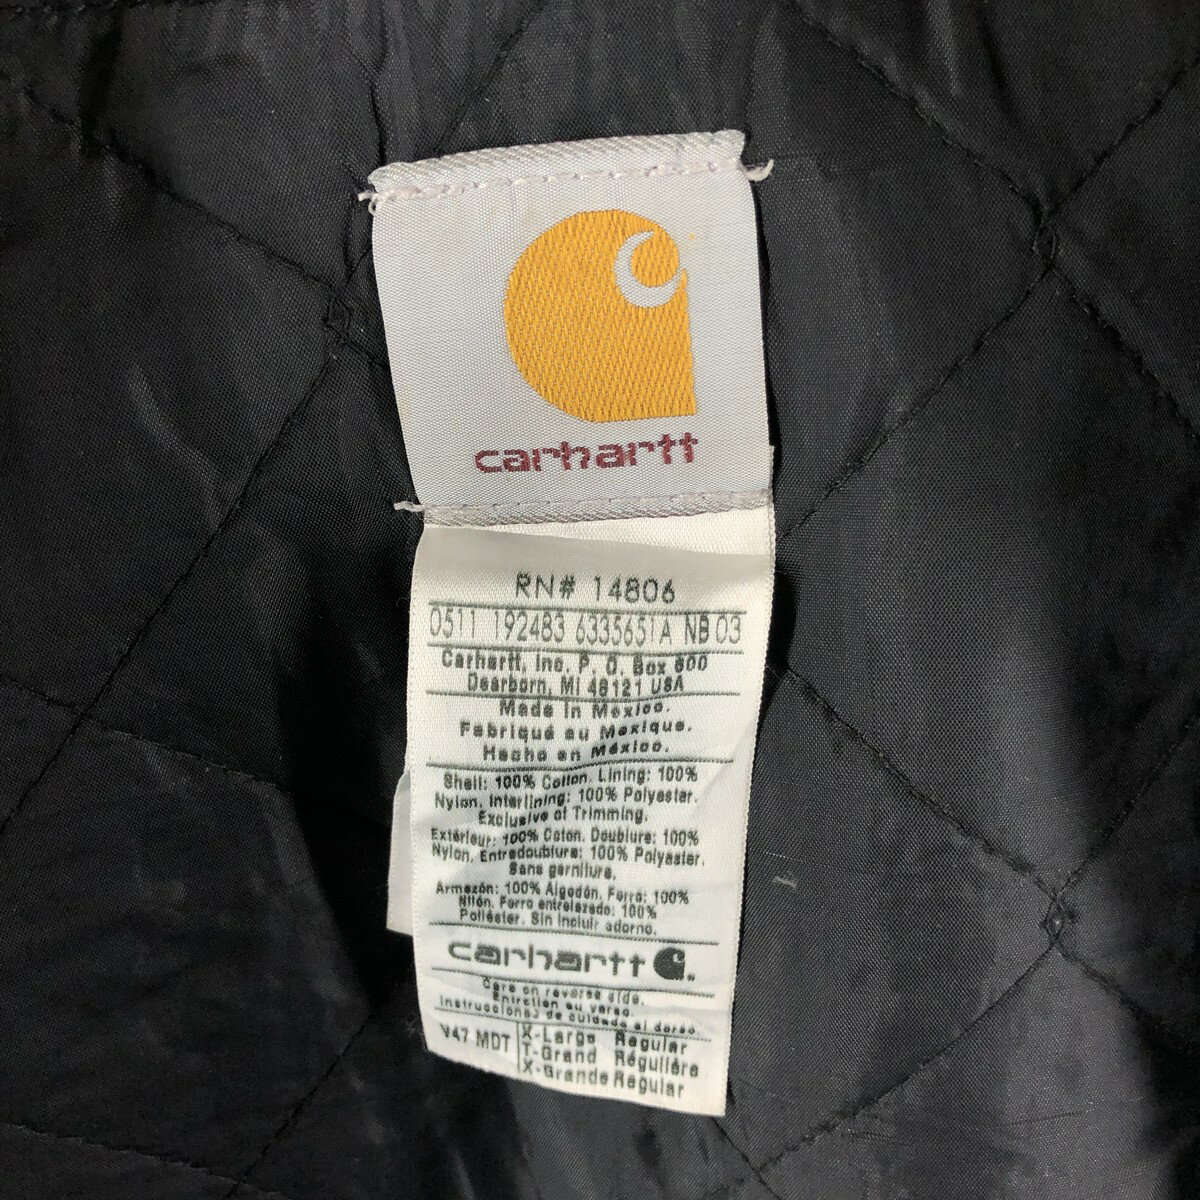 carhartt
RN# 14806
0511 192483 6335651A NB 03
Carhartt, Inc. P. O. Box 600
Dearborn, MI 48121 USA
Made in Mexico.
Fabriqué au Mexique.
Hecho en México.
Shell: 100% Cotton. Lining: 100%
Nylon. Interlining: 100% Polyester.
Exclusive of Trimming.
Extérieur: 100% Coton. Doublure: 100%
Nylon. Entredoublure: 100% Polyester.
Sans garniture.
Armazón: 100% Algodón. Forro: 100%
Nilón. Forro entrelazado: 100%
Poliéster. Sin incluir adorno.
carhartt
Care on reverse side.
Entretien au verso.
Instrucciones de cuidado al dorso.
V47 MDT
X-Large Regular
T-Grand Régulière
X-Grande Regular